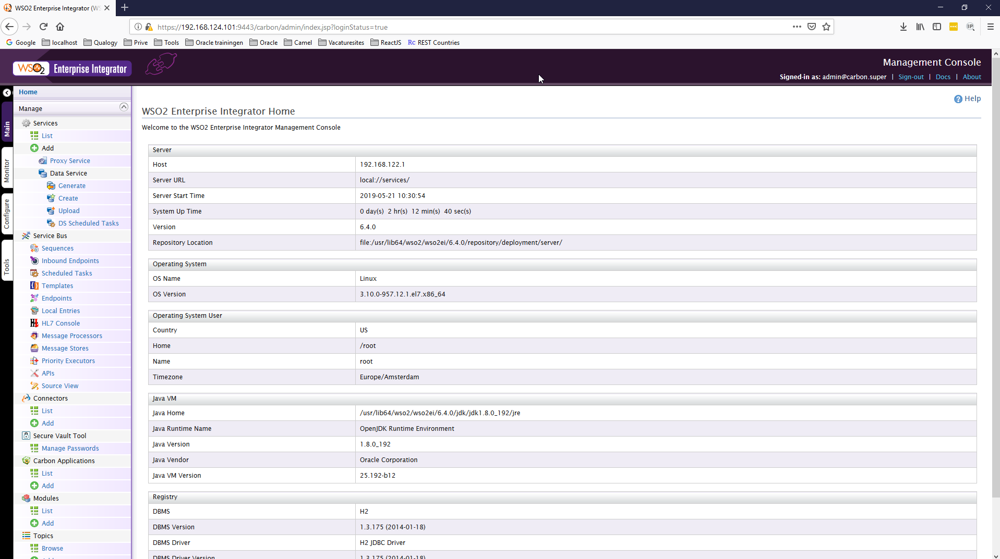 WSO2 Enterprise Integrator (WS
https://192.168.124.101:9443/carbon/admin/index.jsp?loginStatus=true
Google localhost Qualogy Prive Tools Oracle trainingen Oracle Camel Vacaturesites ReactJS Rc REST Countries
WSO2 Enterprise Integrator
Management Console
Signed-in as: admin@carbon.super | Sign-out | Docs | About
Main
Monitor
Configure
Tools
Home
Manage
Services
List
Add
Proxy Service
Data Service
Generate
Create
Upload
DS Scheduled Tasks
Service Bus
Sequences
Inbound Endpoints
Scheduled Tasks
Templates
Endpoints
Local Entries
HL7 Console
Message Processors
Message Stores
Priority Executors
APIs
Source View
Connectors
List
Add
Secure Vault Tool
Manage Passwords
Carbon Applications
List
Add
Modules
List
Add
Topics
Browse
Help
WSO2 Enterprise Integrator Home
Welcome to the WSO2 Enterprise Integrator Management Console
Server
Host 192.168.122.1
Server URL local://services/
Server Start Time 2019-05-21 10:30:54
System Up Time 0 day(s) 2 hr(s) 12 min(s) 40 sec(s)
Version 6.4.0
Repository Location file:/usr/lib64/wso2/wso2ei/6.4.0/repository/deployment/server/
Operating System
OS Name Linux
OS Version 3.10.0-957.12.1.el7.x86_64
Operating System User
Country US
Home /root
Name root
Timezone Europe/Amsterdam
Java VM
Java Home /usr/lib64/wso2/wso2ei/6.4.0/jdk/jdk1.8.0_192/jre
Java Runtime Name OpenJDK Runtime Environment
Java Version 1.8.0_192
Java Vendor Oracle Corporation
Java VM Version 25.192-b12
Registry
DBMS H2
DBMS Version 1.3.175 (2014-01-18)
DBMS Driver H2 JDBC Driver
DBMS Driver Version 1.3.175 (2014-01-18)